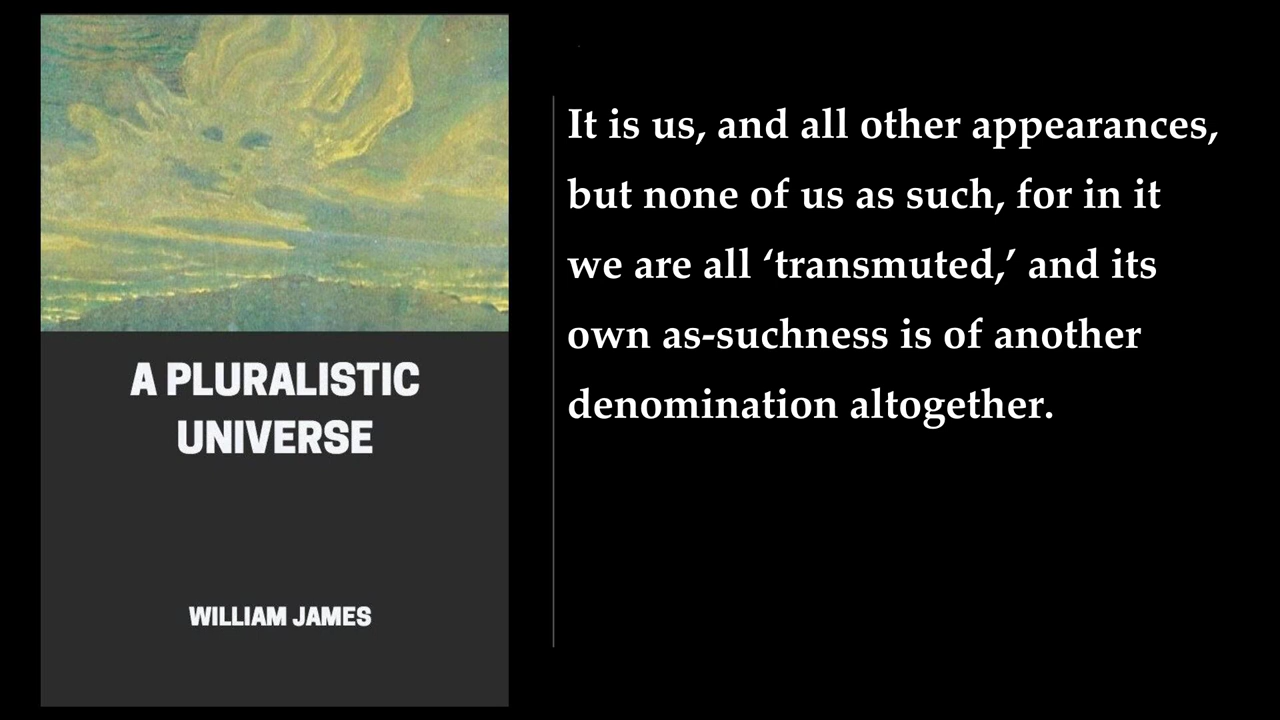 A PLURALISTIC
UNIVERSE
WILLIAM JAMES
It is us, and all other appearances,
but none of us as such, for in it
we are all ‘transmuted,’ and its
own as-suchness is of another
denomination altogether.